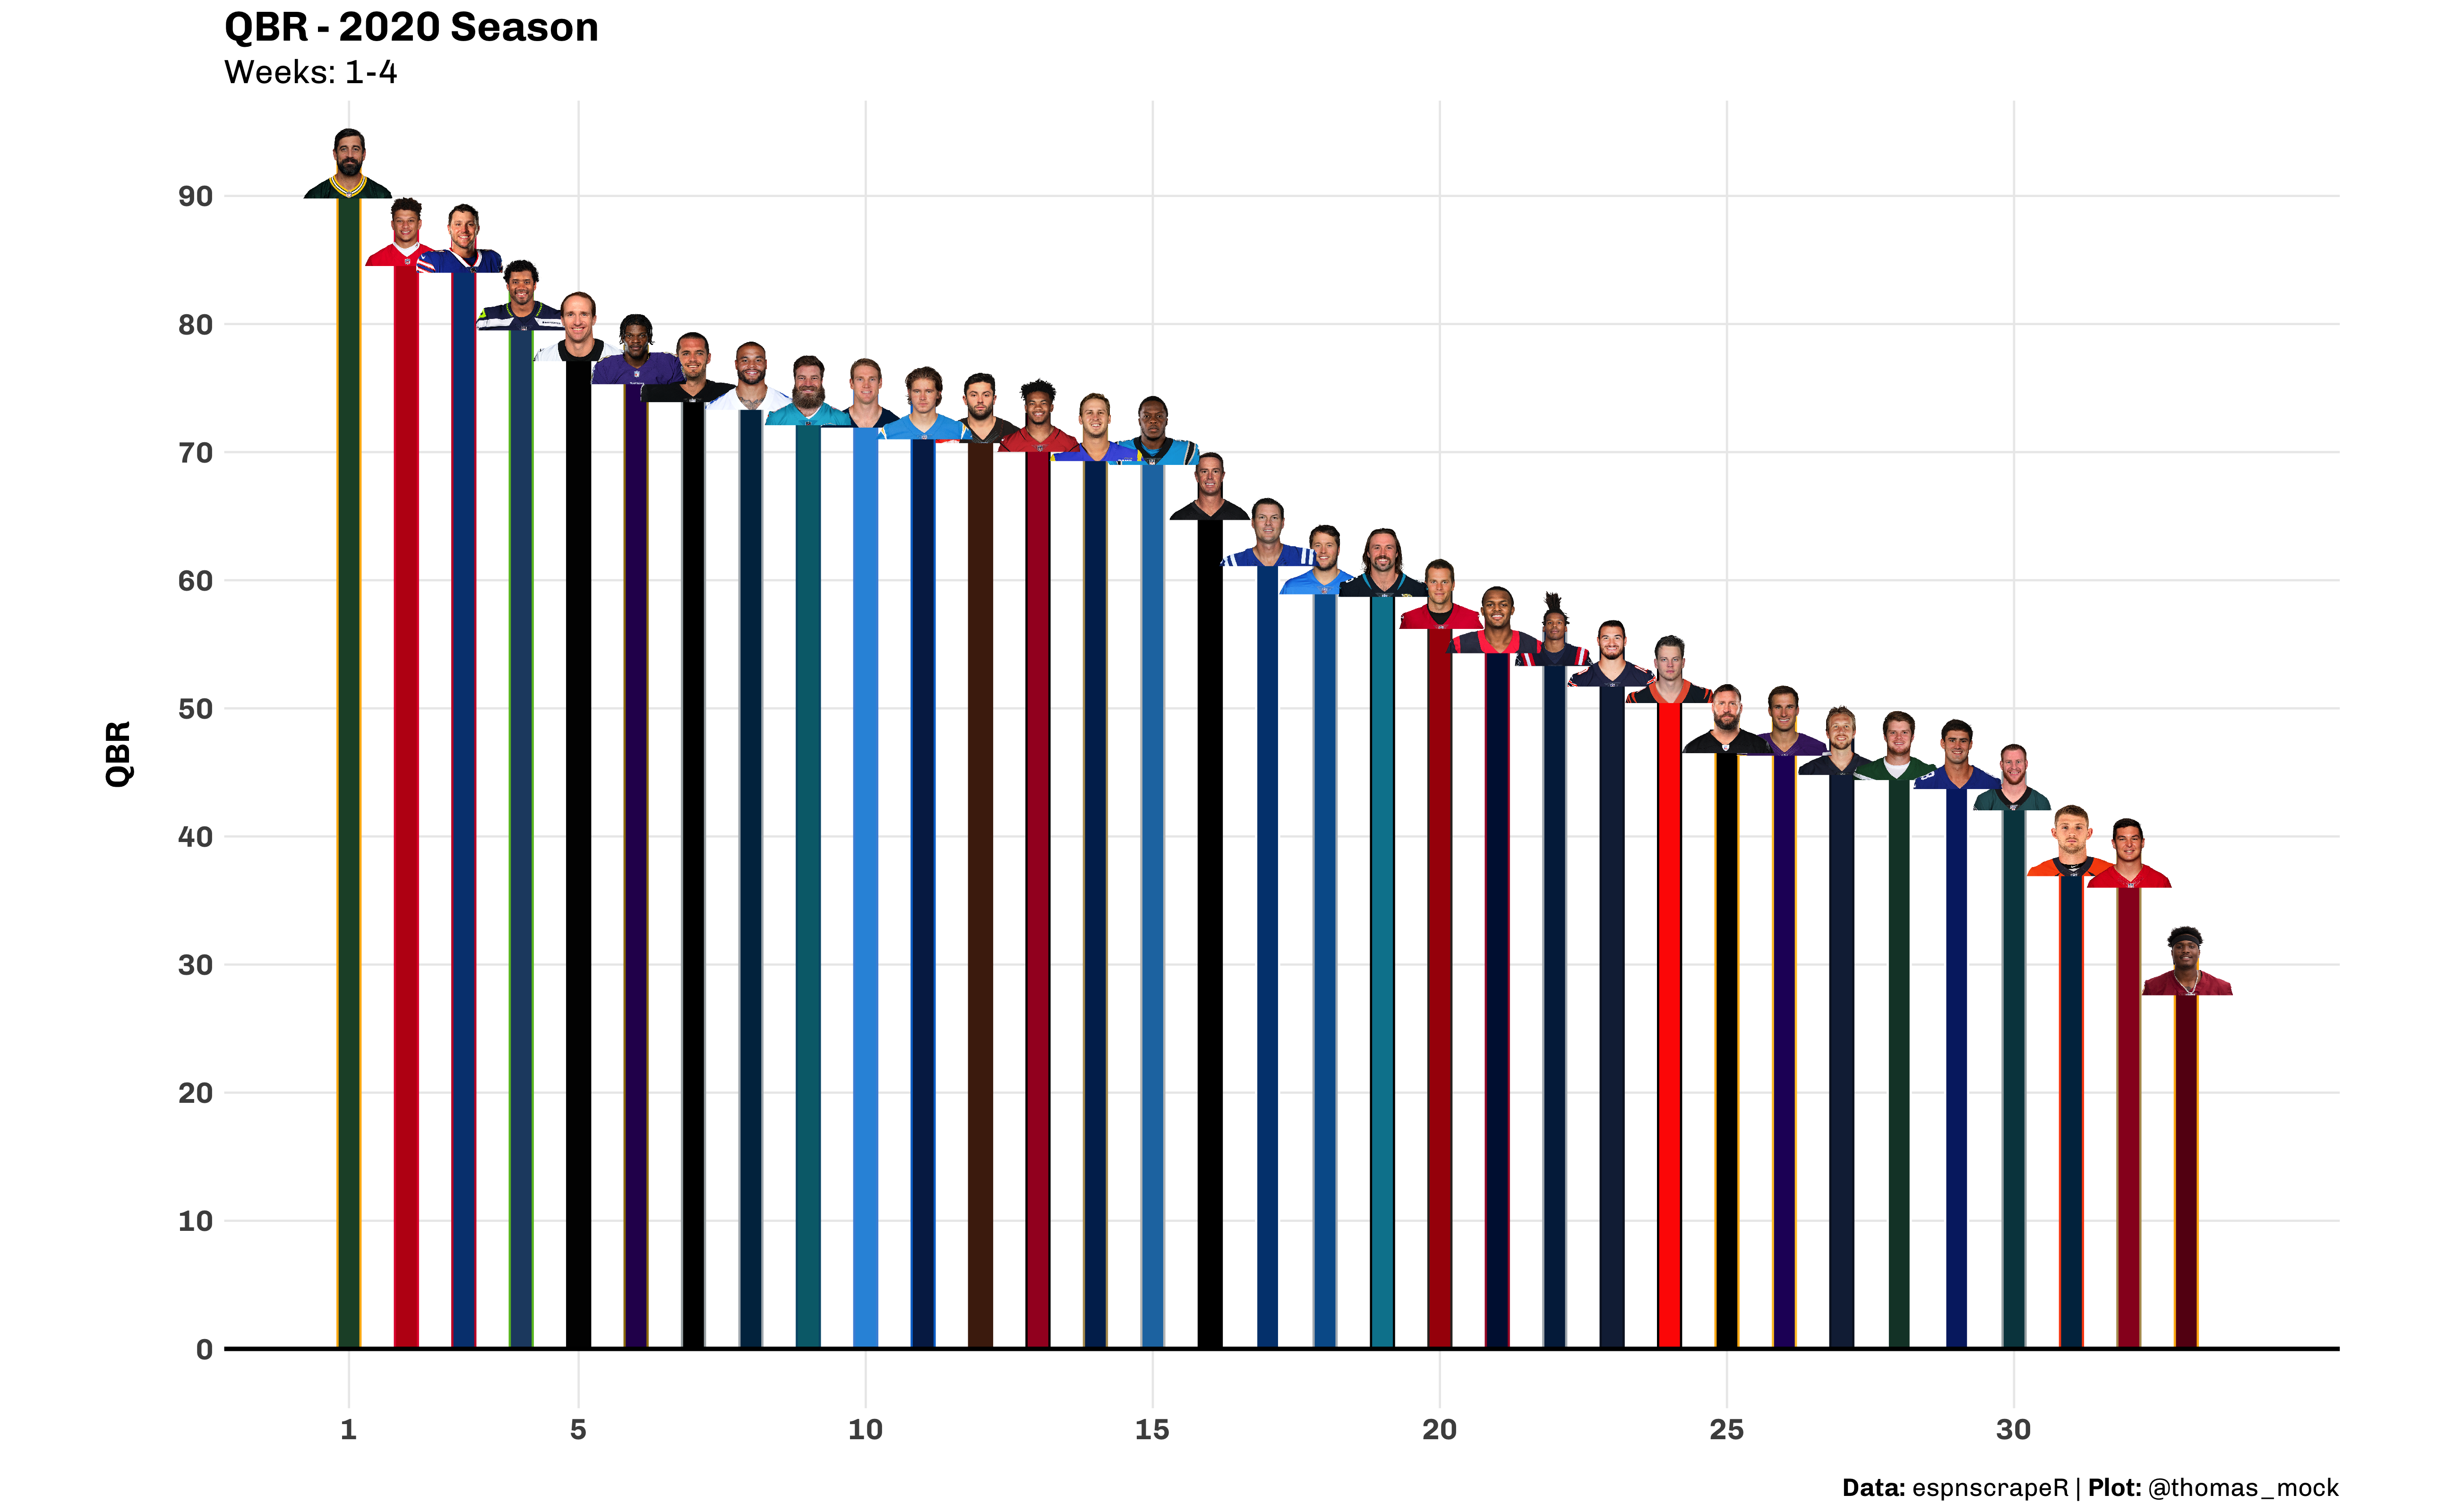 QBR - 2020 Season
Weeks: 1-4
90
80
70
60
50
40
30
20
10
0
QBR
1 5 10 15 20 25 30
Data: espnscrapeR | Plot: @thomas_mock